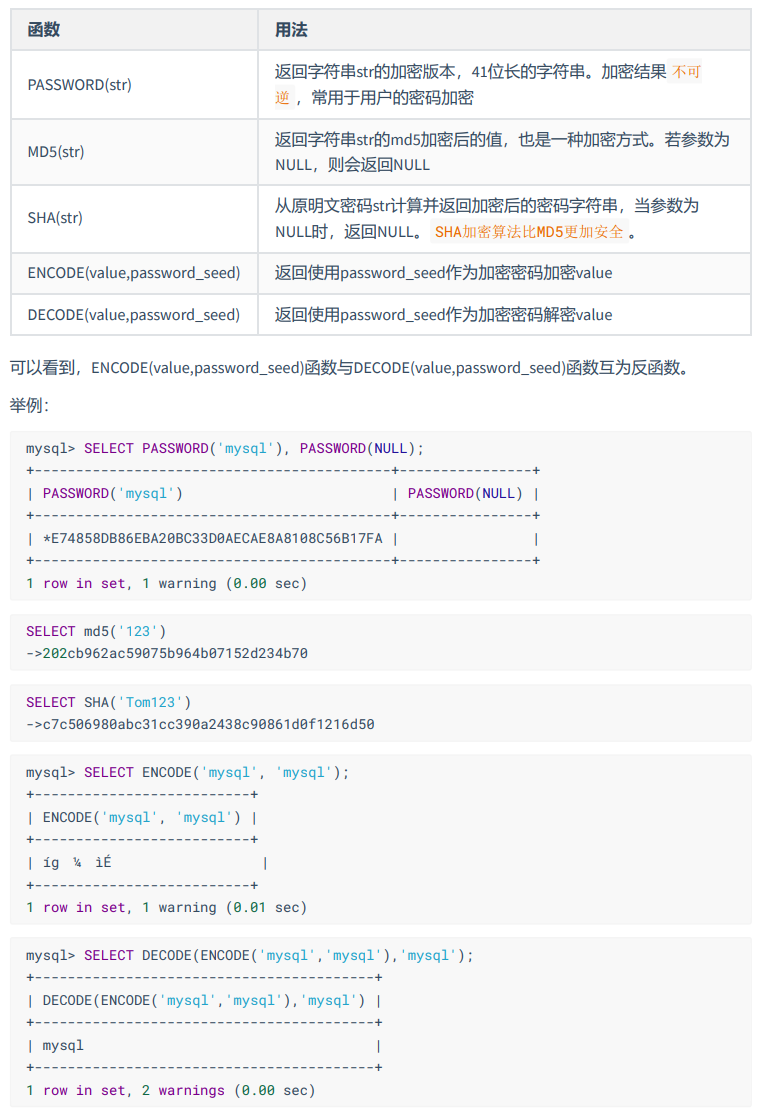 函数 用法
PASSWORD(str) 返回字符串str的加密版本，41位长的字符串。加密结果 不可
逆 ，常用于用户的密码加密
MD5(str) 返回字符串str的md5加密后的值，也是一种加密方式。若参数为
NULL，则会返回NULL
SHA(str) 从原明文密码str计算并返回加密后的密码字符串，当参数为
NULL时，返回NULL。 SHA加密算法比MD5更加安全 。
ENCODE(value,password_seed) 返回使用password_seed作为加密密码加密value
DECODE(value,password_seed) 返回使用password_seed作为加密密码解密value
可以看到，ENCODE(value,password_seed)函数与DECODE(value,password_seed)函数互为反函数。
举例：
mysql> SELECT PASSWORD('mysql'), PASSWORD(NULL);
+-------------------------------------------+----------------+
| PASSWORD('mysql')                         | PASSWORD(NULL) |
+-------------------------------------------+----------------+
| *E74858DB86EBA20BC33D0AECAE8A8108C56B17FA |                |
+-------------------------------------------+----------------+
1 row in set, 1 warning (0.00 sec)
SELECT md5('123')
->202cb962ac59075b964b07152d234b70
SELECT SHA('Tom123')
->c7c506980abc31cc390a2438c90861d0f1216d50
mysql> SELECT ENCODE('mysql', 'mysql');
+--------------------------+
| ENCODE('mysql', 'mysql') |
+--------------------------+
| íg ¼ ìÉ                  |
+--------------------------+
1 row in set, 1 warning (0.01 sec)
mysql> SELECT DECODE(ENCODE('mysql','mysql'),'mysql');
+-----------------------------------------+
| DECODE(ENCODE('mysql','mysql'),'mysql') |
+-----------------------------------------+
| mysql                                   |
+-----------------------------------------+
1 row in set, 2 warnings (0.00 sec)